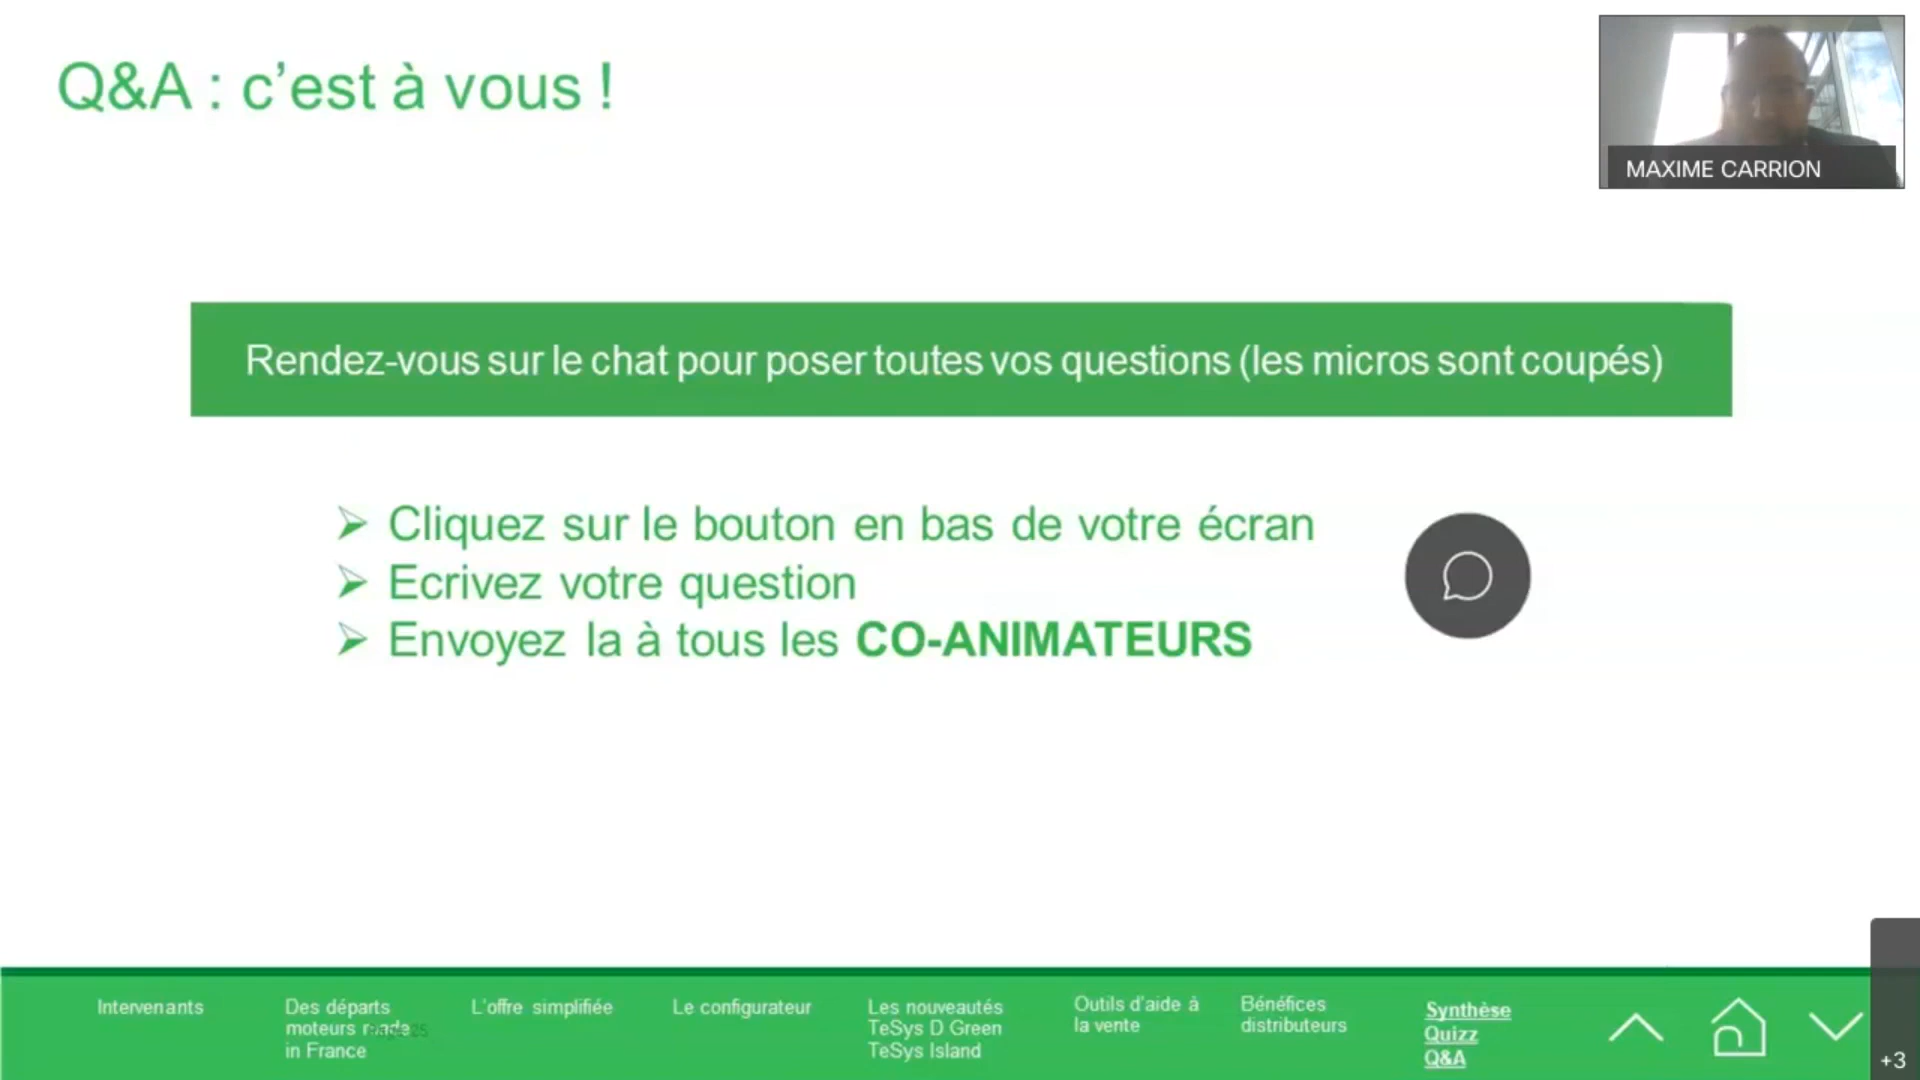 Q&A : c’est à vous !
MAXIME CARRION
Rendez-vous sur le chat pour poser toutes vos questions (les micros sont coupés)
Cliquez sur le bouton en bas de votre écran
Ecrivez votre question
Envoyez la à tous les CO-ANIMATEURS
Intervenants
Des départs
moteurs made
in France
L’offre simplifiée
Le configurateur
Les nouveautés
TeSys D Green
TeSys Island
Outils d’aide à
la vente
Bénéfices
distributeurs
Synthèse
Quizz
Q&A
+3